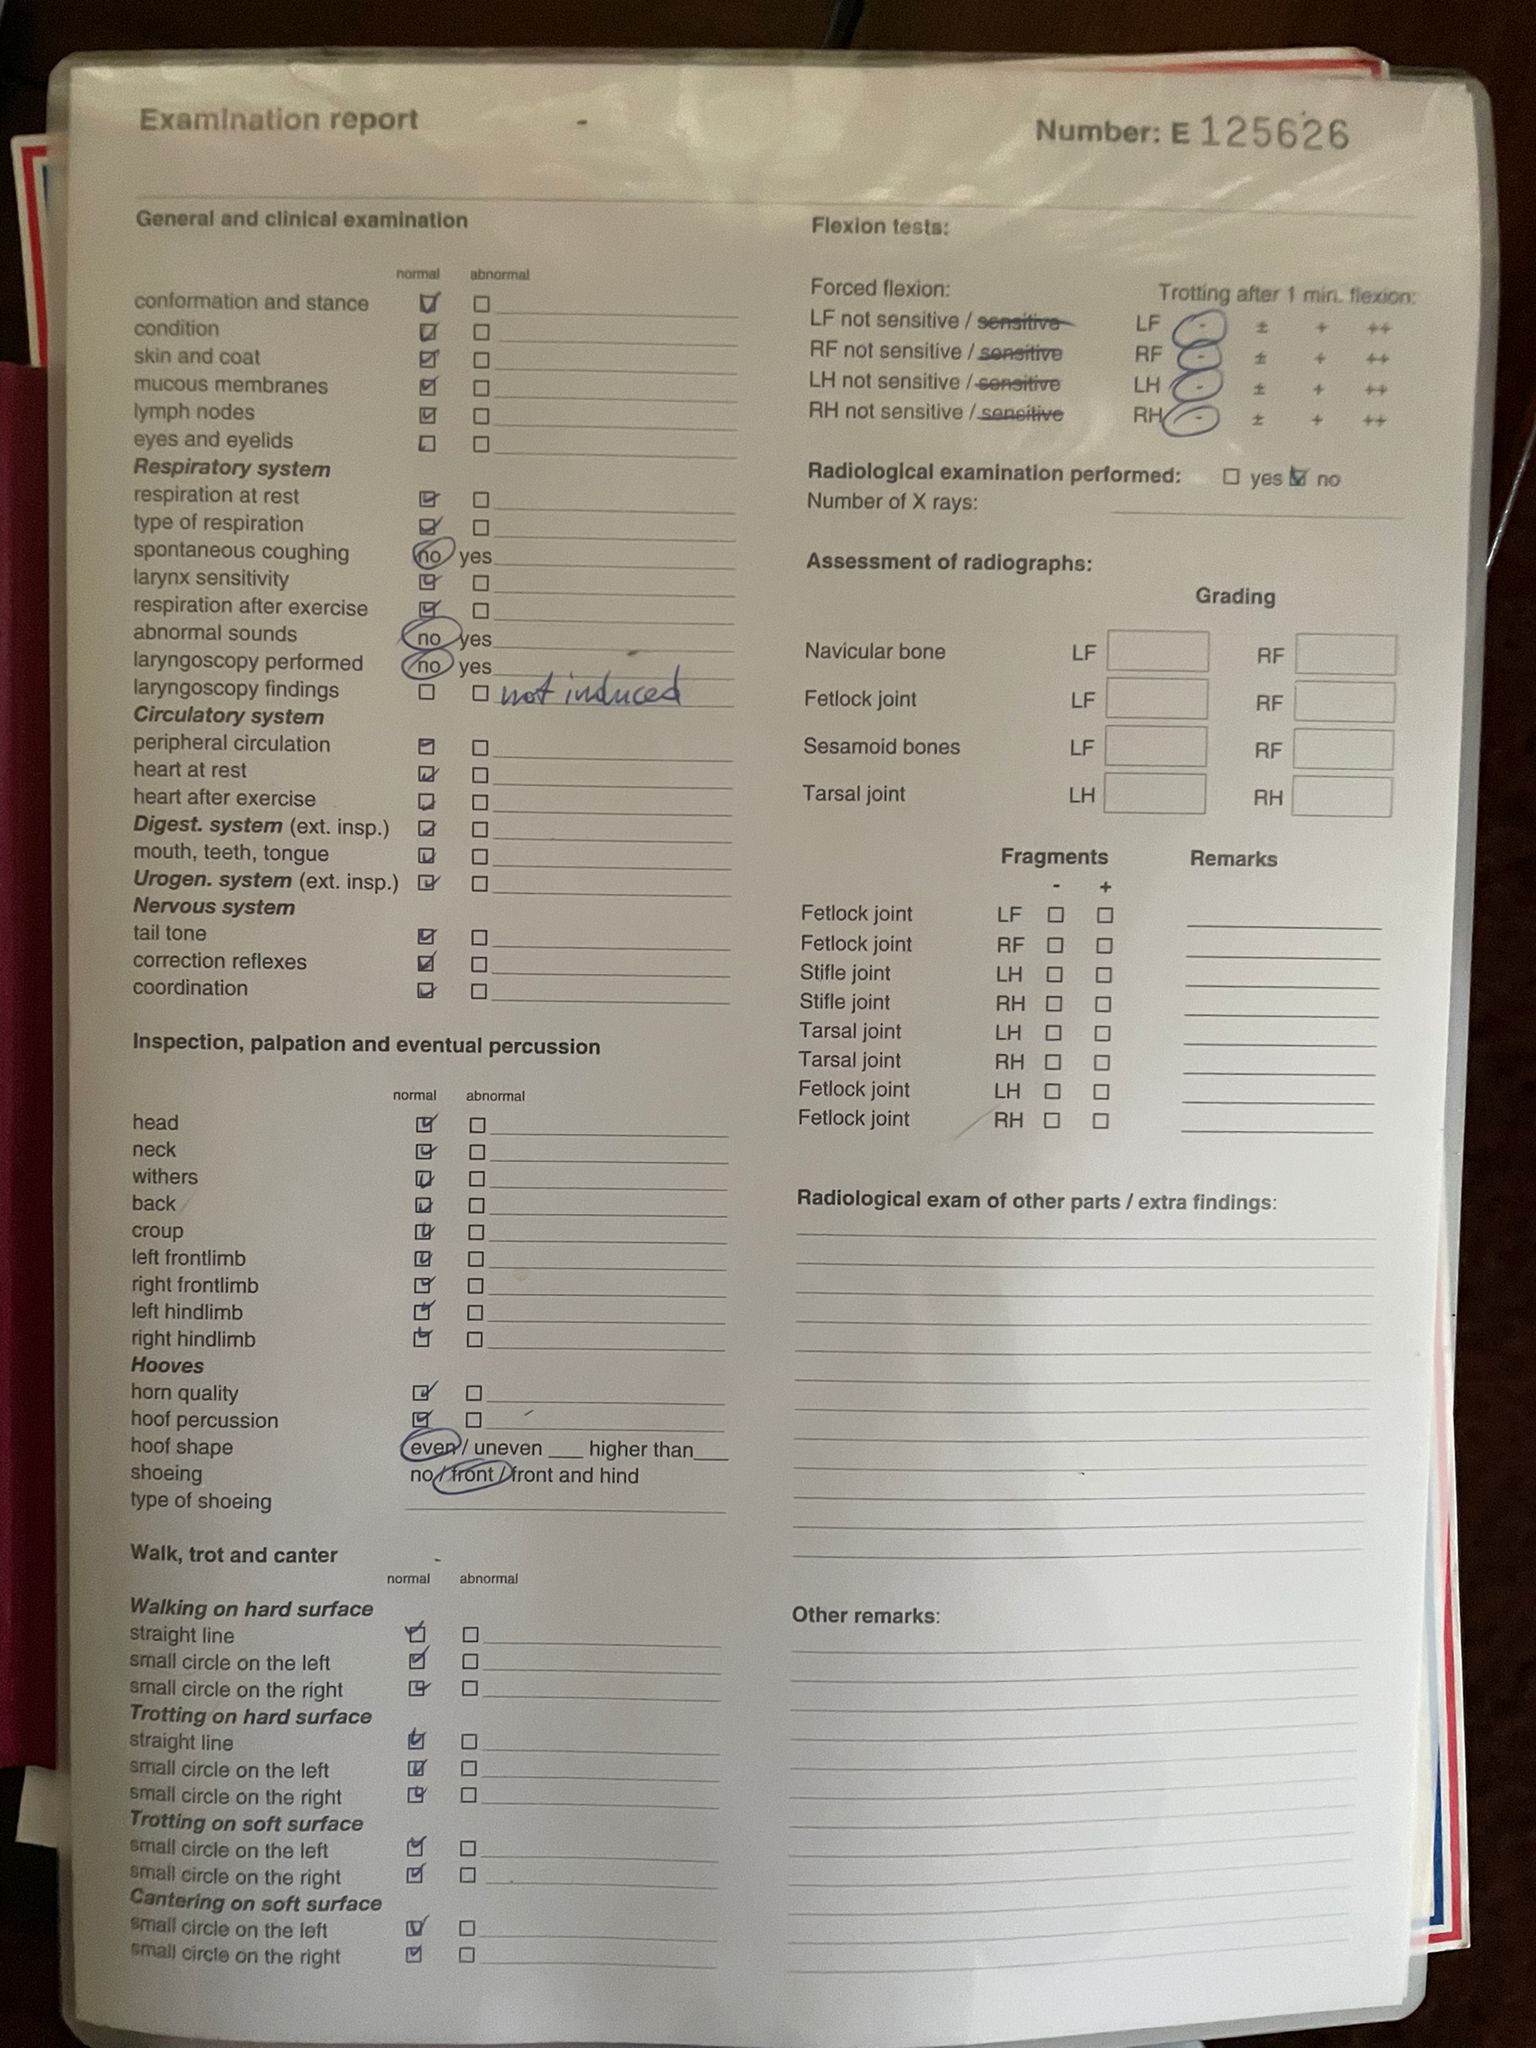 Examination report
Number: E 125626
General and clinical examination
normal abnormal
conformation and stance
condition
skin and coat
mucous membranes
lymph nodes
eyes and eyelids
Respiratory system
respiration at rest
type of respiration
spontaneous coughing no yes
larynx sensitivity
respiration after exercise
abnormal sounds no yes
laryngoscopy performed no yes
laryngoscopy findings not induced
Circulatory system
peripheral circulation
heart at rest
heart after exercise
Digest. system (ext. insp.)
mouth, teeth, tongue
Urogen. system (ext. insp.)
Nervous system
tail tone
correction reflexes
coordination
Inspection, palpation and eventual percussion
normal abnormal
head
neck
withers
back
croup
left frontlimb
right frontlimb
left hindlimb
right hindlimb
Hooves
horn quality
hoof percussion
hoof shape even / uneven ___ higher than___
shoeing no / front / front and hind
type of shoeing
Walk, trot and canter
normal abnormal
Walking on hard surface
straight line
small circle on the left
small circle on the right
Trotting on hard surface
straight line
small circle on the left
small circle on the right
Trotting on soft surface
small circle on the left
small circle on the right
Cantering on soft surface
small circle on the left
small circle on the right
Flexion tests:
Forced flexion: Trotting after 1 min. flexion:
LF not sensitive / sensitive LF - ± + ++
RF not sensitive / sensitive RF - ± + ++
LH not sensitive / sensitive LH - ± + ++
RH not sensitive / sensitive RH - ± + ++
Radiological examination performed: yes no
Number of X rays:
Assessment of radiographs:
Grading
Navicular bone LF RF
Fetlock joint LF RF
Sesamoid bones LF RF
Tarsal joint LH RH
Fragments Remarks
- +
Fetlock joint LF
Fetlock joint RF
Stifle joint LH
Stifle joint RH
Tarsal joint LH
Tarsal joint RH
Fetlock joint LH
Fetlock joint RH
Radiological exam of other parts / extra findings:
Other remarks: